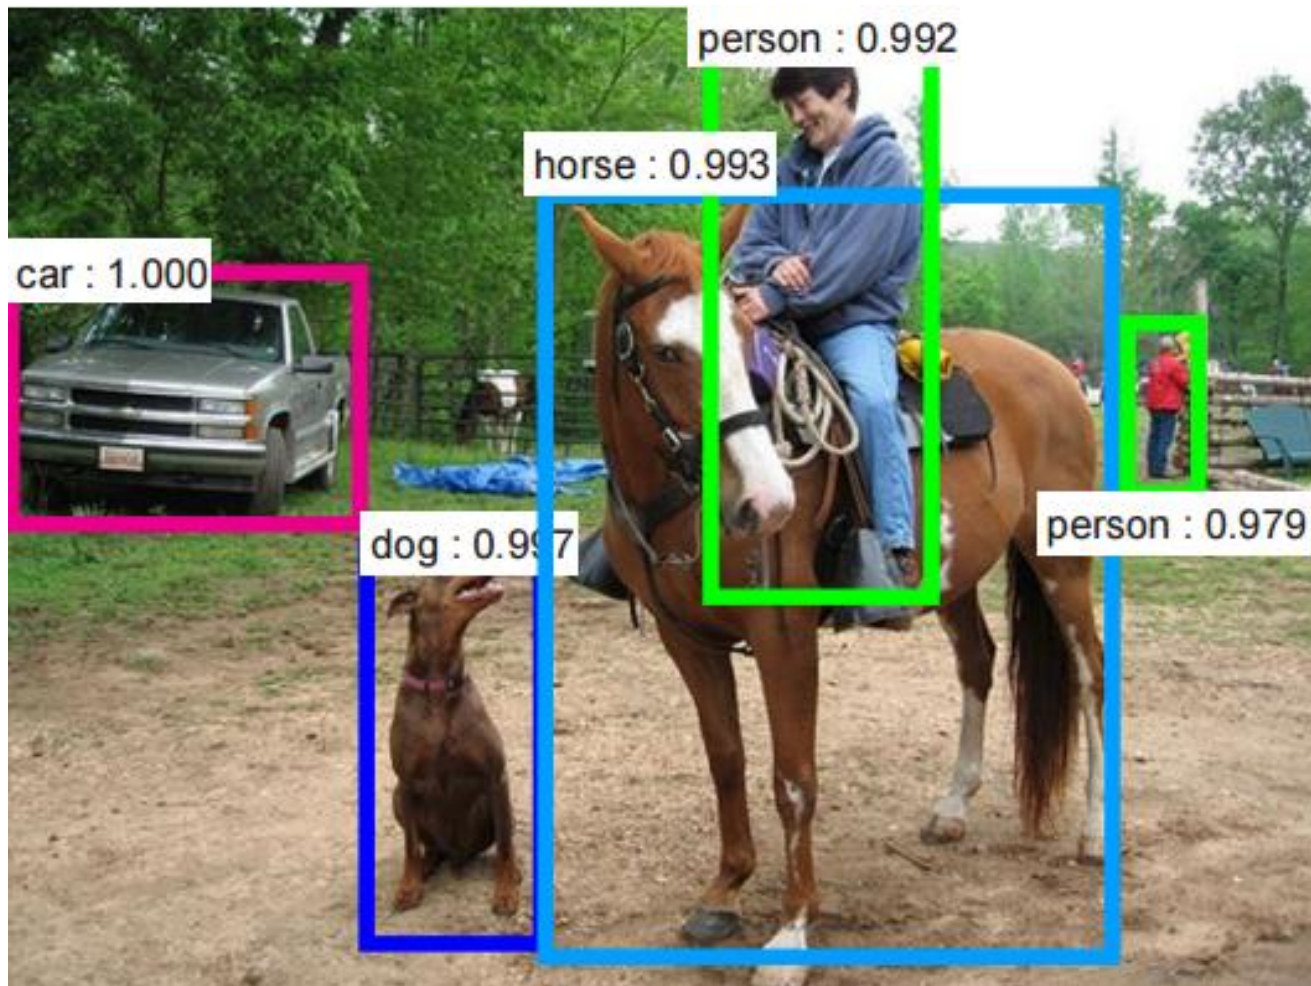 person : 0.992
horse : 0.993
car : 1.000
person : 0.979
dog : 0.997